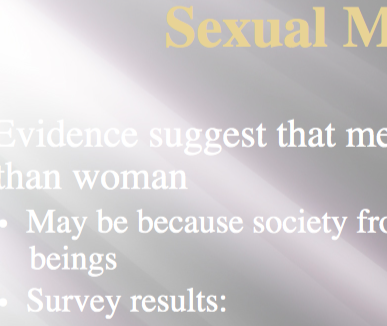 Sexual M
Evidence suggest that me
than woman
• May be because society fro
beings
• Survey results: